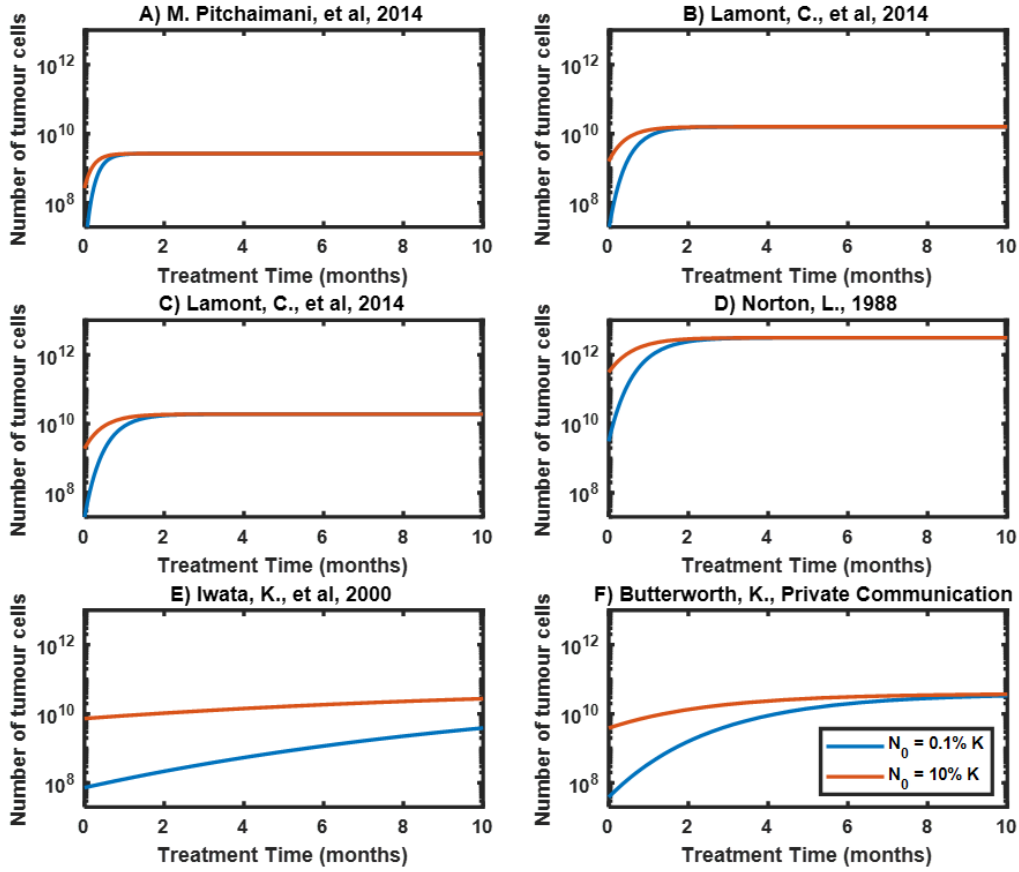 A) M. Pitchaimani, et al, 2014
Number of tumour cells
10^12
10^10
10^8
0 2 4 6 8 10
Treatment Time (months)
B) Lamont, C., et al, 2014
Number of tumour cells
10^12
10^10
10^8
0 2 4 6 8 10
Treatment Time (months)
C) Lamont, C., et al, 2014
Number of tumour cells
10^12
10^10
10^8
0 2 4 6 8 10
Treatment Time (months)
D) Norton, L., 1988
Number of tumour cells
10^12
10^10
10^8
0 2 4 6 8 10
Treatment Time (months)
E) Iwata, K., et al, 2000
Number of tumour cells
10^12
10^10
10^8
0 2 4 6 8 10
Treatment Time (months)
F) Butterworth, K., Private Communication
Number of tumour cells
10^12
10^10
10^8
N_0 = 0.1% K
N_0 = 10% K
0 2 4 6 8 10
Treatment Time (months)